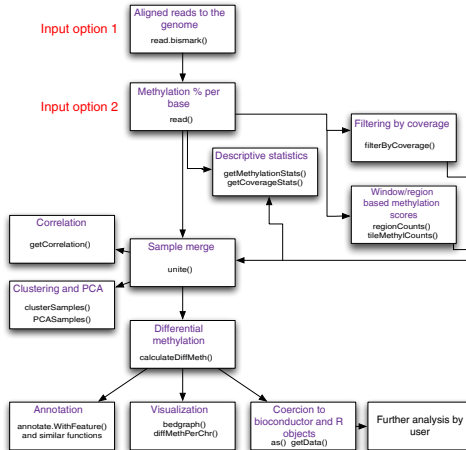 Input option 1
Aligned reads to the
genome
read.bismark()
Input option 2
Methylation % per
base
read()
Filtering by coverage
filterByCoverage()
Descriptive statistics
getMethylationStats()
getCoverageStats()
Window/region
based methylation
scores
regionCounts()
tileMethylCounts()
Correlation
getCorrelation()
Sample merge
unite()
Clustering and PCA
clusterSamples()
PCASamples()
Differential
methylation
calculateDiffMeth()
Annotation
annotate.WithFeature()
and similar functions
Visualization
bedgraph()
diffMethPerChr()
Coercion to
bioconductor and R
objects
as() getData()
Further analysis by
user